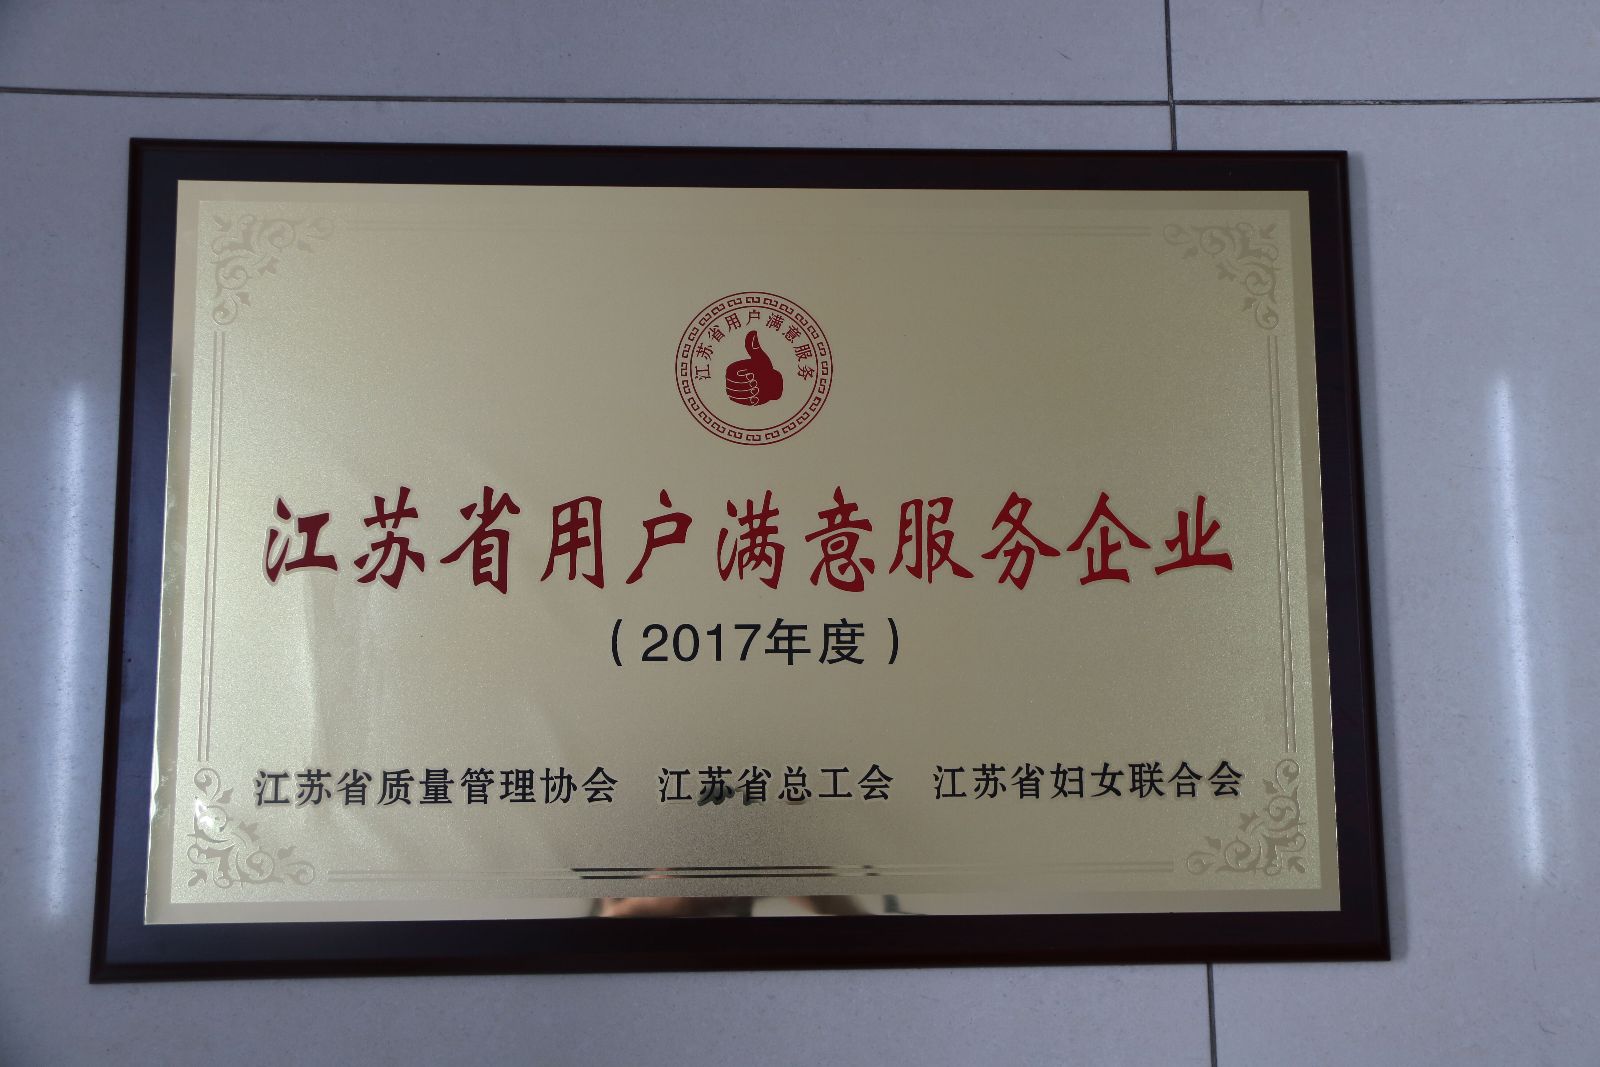 江苏省用户满意服务
江苏省用户满意服务企业
（2017年度）
江苏省质量管理协会 江苏省总工会 江苏省妇女联合会